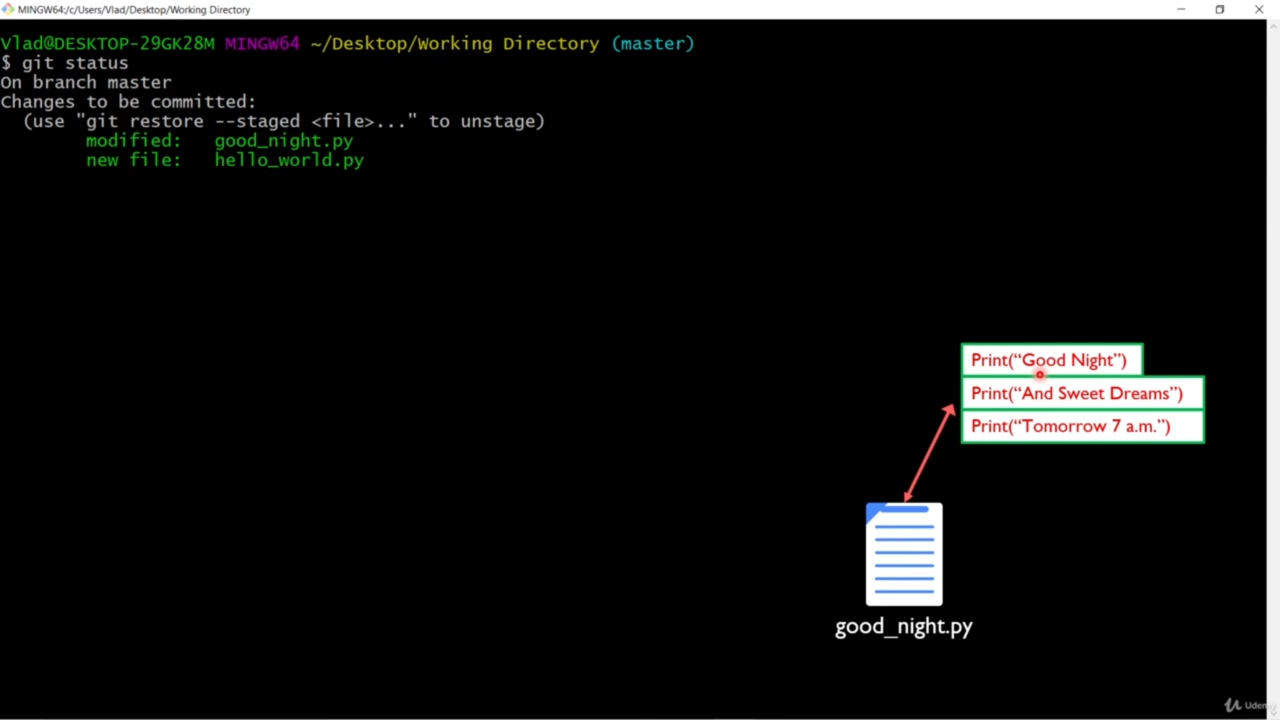 MINGW64:/c/Users/Vlad/Desktop/Working Directory
Vlad@DESKTOP-29GK28M MINGW64 ~/Desktop/Working Directory (master)
$ git status
On branch master
Changes to be committed:
(use "git restore --staged <file>..." to unstage)
modified: good_night.py
new file: hello_world.py
Print(“Good Night”)
Print(“And Sweet Dreams”)
Print(“Tomorrow 7 a.m.”)
good_night.py